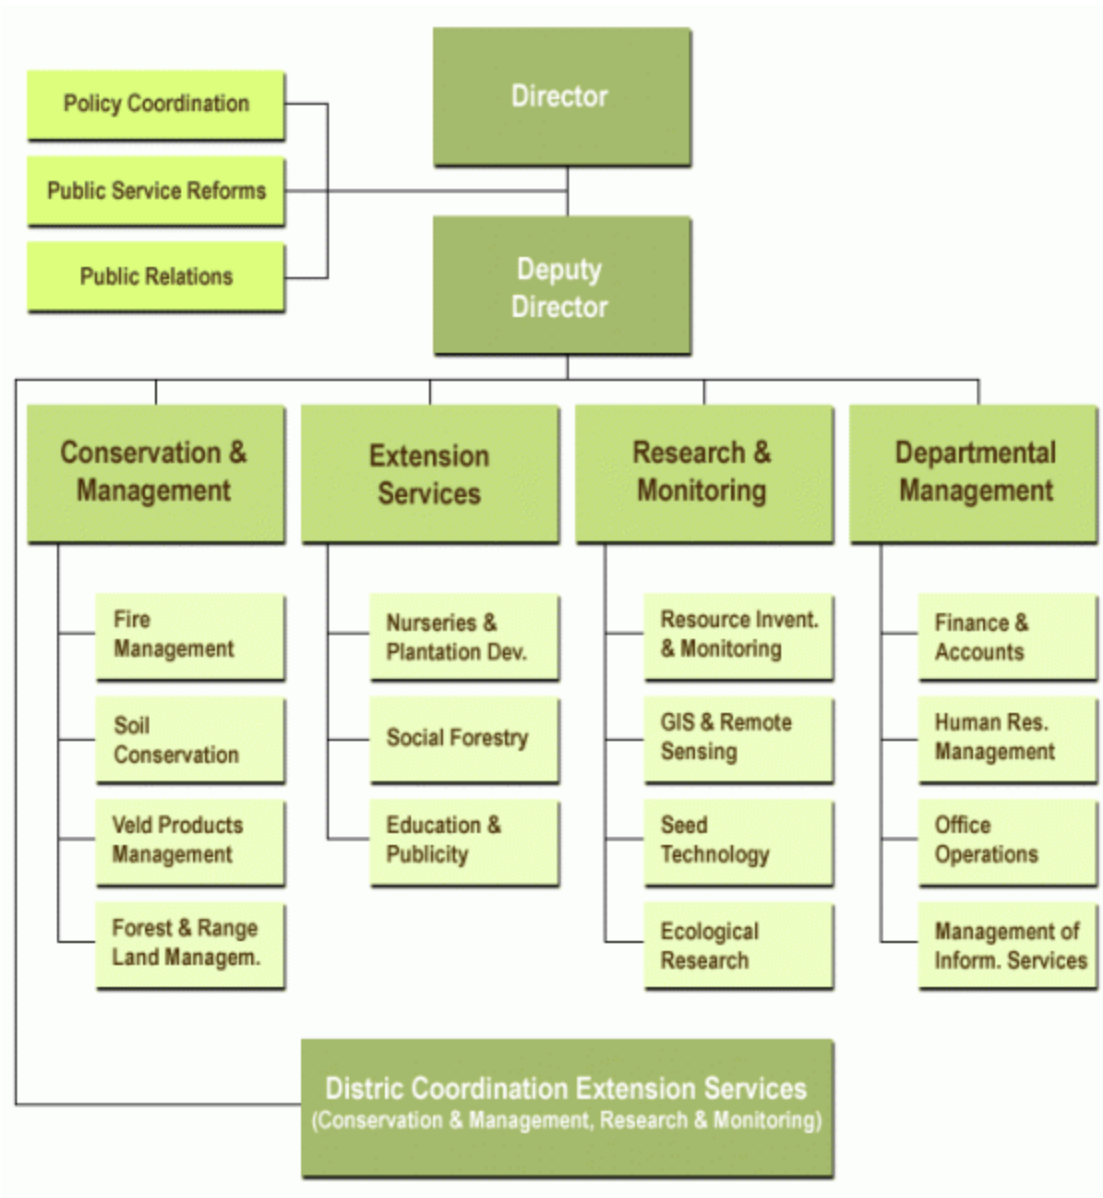 Director
Policy Coordination
Public Service Reforms
Public Relations
Deputy
Director
Conservation &
Management
Extension
Services
Research &
Monitoring
Departmental
Management
Fire
Management
Soil
Conservation
Veld Products
Management
Forest & Range
Land Managem.
Nurseries &
Plantation Dev.
Social Forestry
Education &
Publicity
Resource Invent.
& Monitoring
GIS & Remote
Sensing
Seed
Technology
Ecological
Research
Finance &
Accounts
Human Res.
Management
Office
Operations
Management of
Inform. Services
Distric Coordination Extension Services
(Conservation & Management, Research & Monitoring)